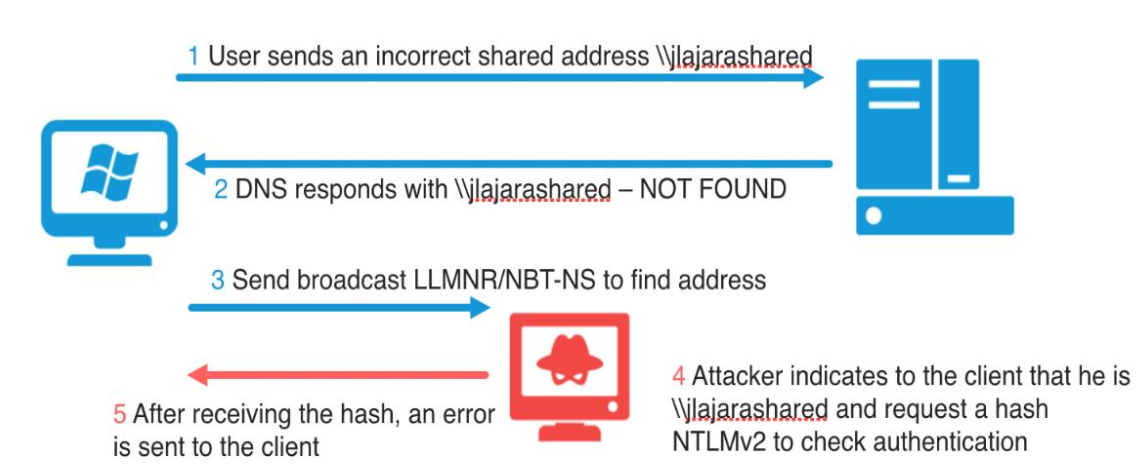 1 User sends an incorrect shared address \\jlajarashared
2 DNS responds with \\jlajarashared – NOT FOUND
3 Send broadcast LLMNR/NBT-NS to find address
4 Attacker indicates to the client that he is
\\jlajarashared and request a hash
NTLMv2 to check authentication
5 After receiving the hash, an error
is sent to the client